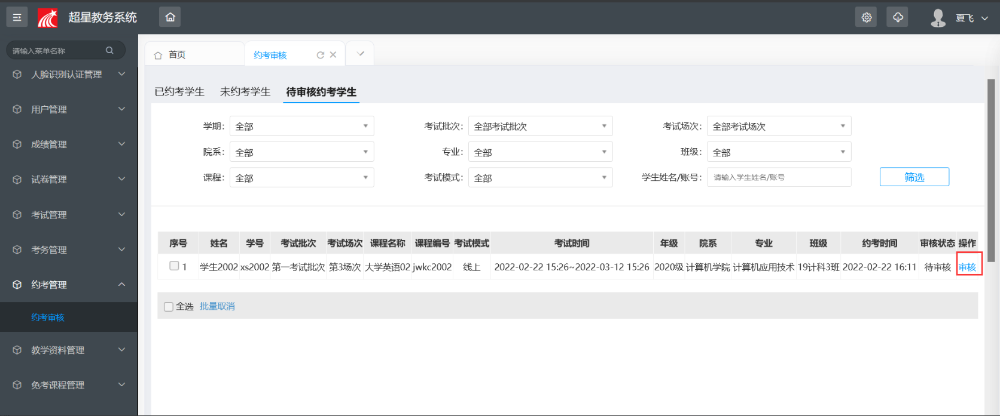 超星教务系统
夏飞
请输入菜单名称
人脸识别认证管理
用户管理
成绩管理
试卷管理
考试管理
考务管理
约考管理
约考审核
教学资料管理
免考课程管理
首页 约考审核
已约考学生 未约考学生 待审核约考学生
学期： 全部 考试批次： 全部考试批次 考试场次： 全部考试场次
院系： 全部 专业： 全部 班级： 全部
课程： 全部 考试模式： 全部 学生姓名/账号： 请输入学生姓名/账号 筛选
序号 姓名 学号 考试批次 考试场次 课程名称 课程编号 考试模式 考试时间 年级 院系 专业 班级 约考时间 审核状态 操作
1 学生2002 xs2002 第一考试批次 第3场次 大学英语02 jwkc2002 线上 2022-02-22 15:26~2022-03-12 15:26 2020级 计算机学院 计算机应用技术 19计科3班 2022-02-22 16:11 待审核 审核
全选 批量取消